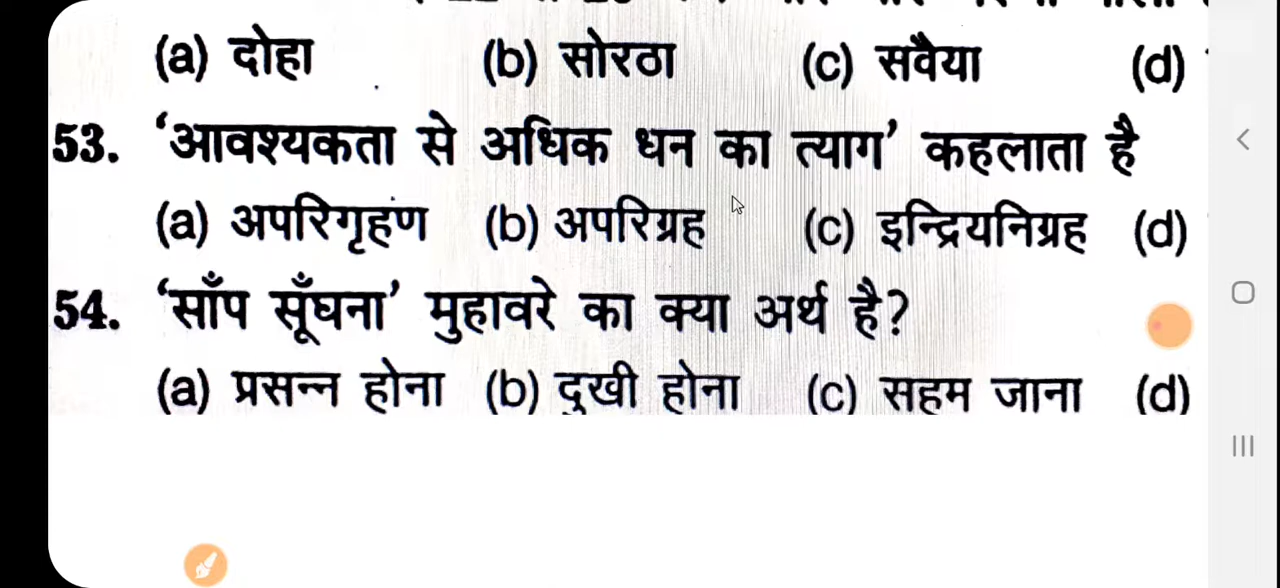 (a) दोहा (b) सोरठा (c) सवैया (d)
53. 'आवश्यकता से अधिक धन का त्याग' कहलाता है
(a) अपरिगृहण (b) अपरिग्रह (c) इन्द्रियनिग्रह (d)
54. 'साँप सूँघना' मुहावरे का क्या अर्थ है?
(a) प्रसन्न होना (b) दुखी होना (c) सहम जाना (d)